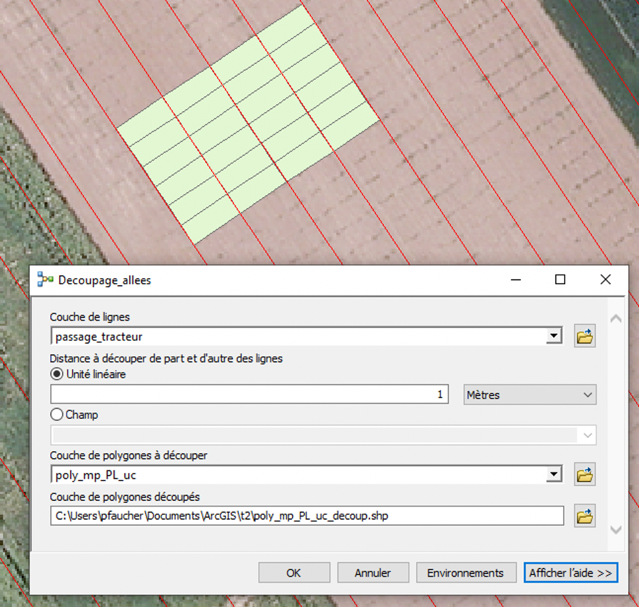 Decoupage_allees
Couche de lignes
passage_tracteur
Distance à découper de part et d'autre des lignes
Unité linéaire
1 Mètres
Champ
Couche de polygones à découper
poly_mp_PL_uc
Couche de polygones découpés
C:\Users\pfaucher\Documents\ArcGIS\t2\poly_mp_PL_uc_decoup.shp
OK Annuler Environnements Afficher l'aide >>